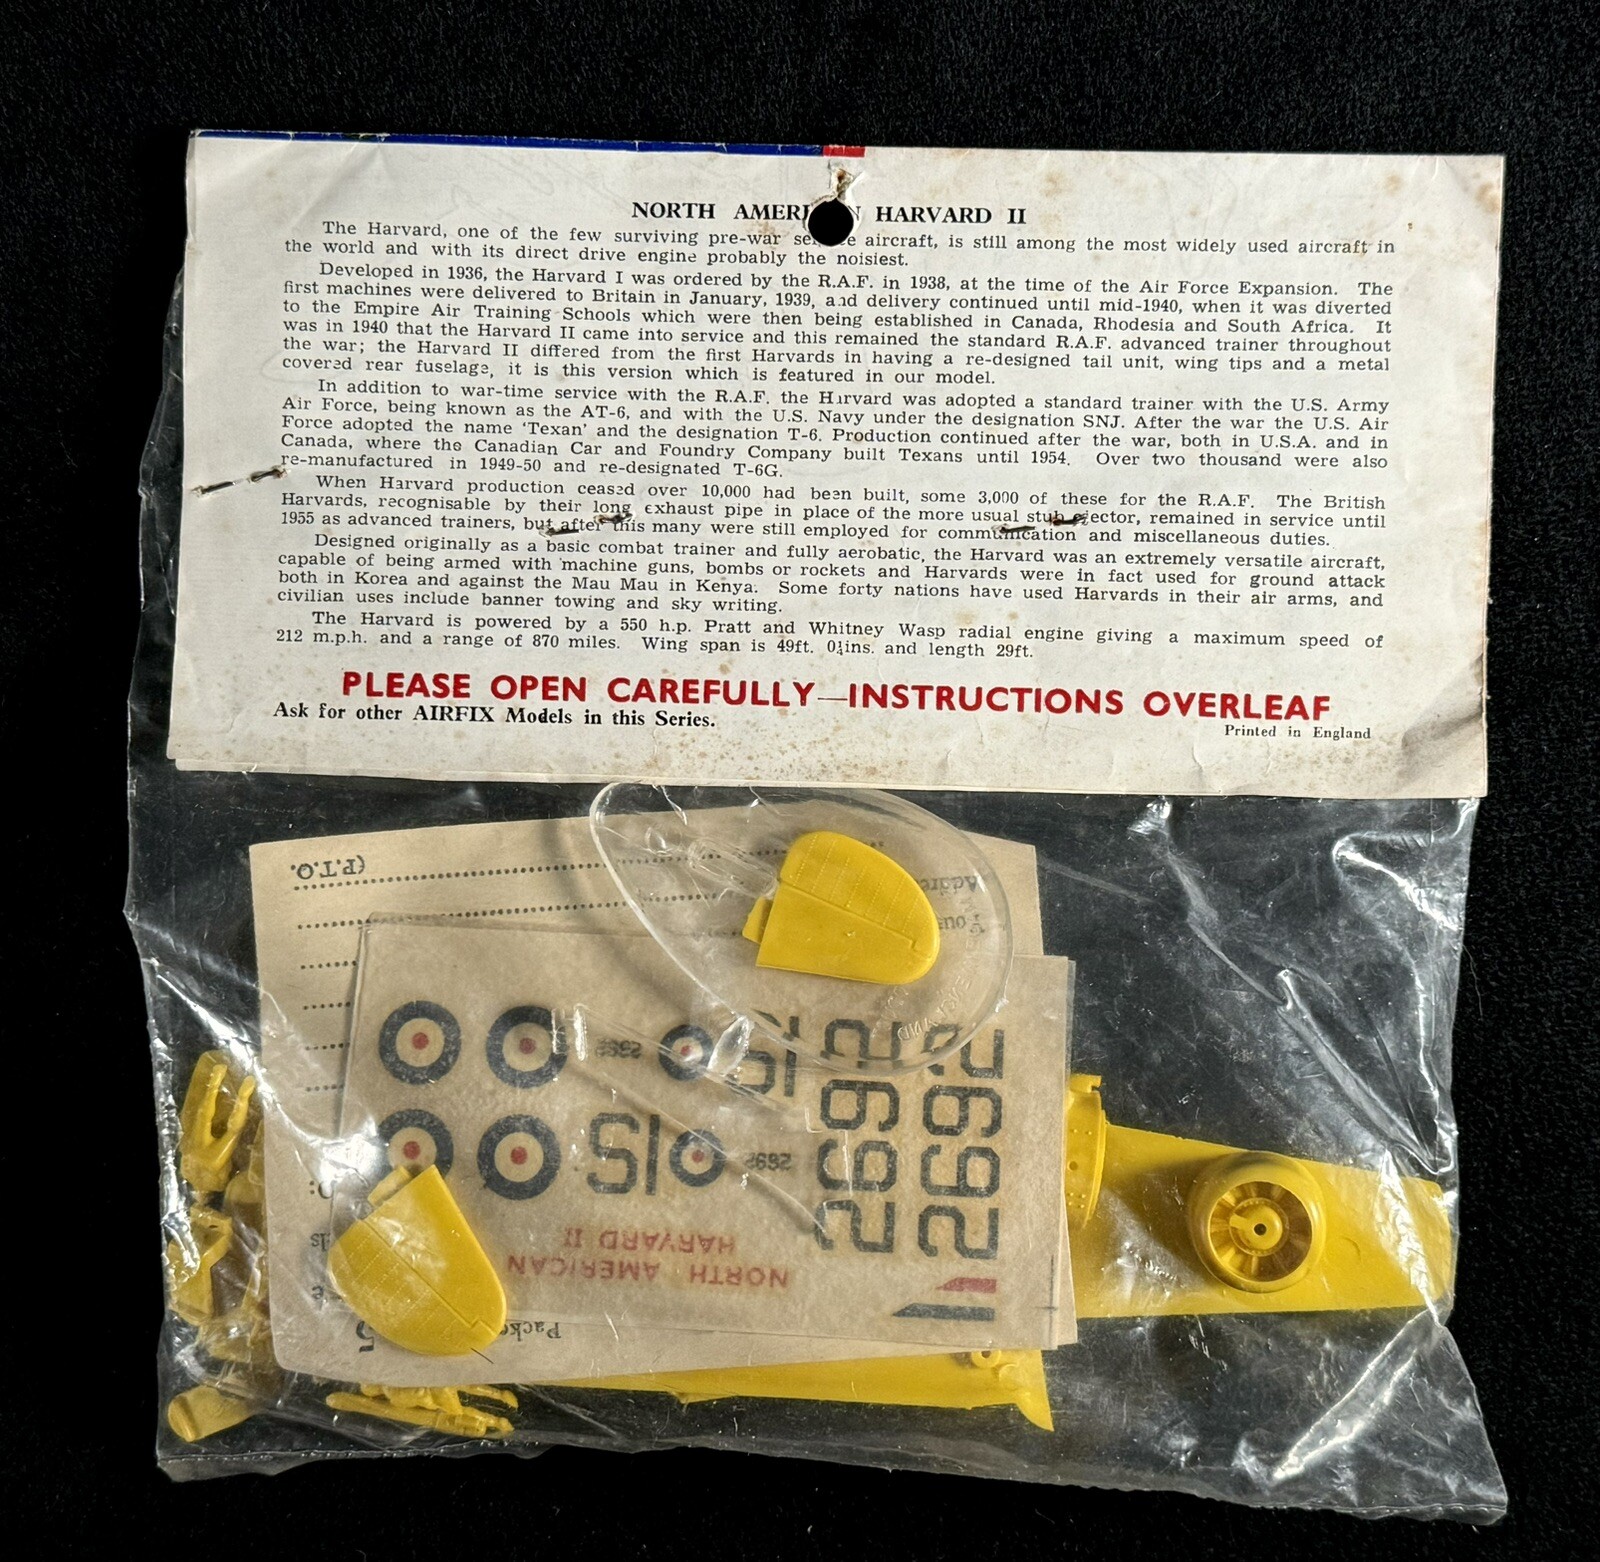 NORTH AMERICAN HARVARD II
The Harvard, one of the few surviving pre-war service aircraft, is still among the most widely used aircraft in
the world and with its direct drive engine probably the noisiest.
Developed in 1936, the Harvard I was ordered by the R.A.F. in 1938, at the time of the Air Force Expansion. The
first machines were delivered to Britain in January, 1939, and delivery continued until mid-1940, when it was diverted
to the Empire Air Training Schools which were then being established in Canada, Rhodesia and South Africa. It
was in 1940 that the Harvard II came into service and this remained the standard R.A.F. advanced trainer throughout
the war; the Harvard II differed from the first Harvards in having a re-designed tail unit, wing tips and a metal
covered rear fuselage, it is this version which is featured in our model.
In addition to war-time service with the R.A.F. the Harvard was adopted a standard trainer with the U.S. Army
Air Force, being known as the AT-6, and with the U.S. Navy under the designation SNJ. After the war the U.S. Air
Force adopted the name 'Texan' and the designation T-6. Production continued after the war, both in U.S.A. and in
Canada, where the Canadian Car and Foundry Company built Texans until 1954. Over two thousand were also
re-manufactured in 1949-50 and re-designated T-6G.
When Harvard production ceased over 10,000 had been built, some 3,000 of these for the R.A.F. The British
Harvards, recognisable by their long exhaust pipe in place of the more usual stub ejector, remained in service until
1955 as advanced trainers, but after this many were still employed for communication and miscellaneous duties.
Designed originally as a basic combat trainer and fully aerobatic, the Harvard was an extremely versatile aircraft,
capable of being armed with machine guns, bombs or rockets and Harvards were in fact used for ground attack
both in Korea and against the Mau Mau in Kenya. Some forty nations have used Harvards in their air arms, and
civilian uses include banner towing and sky writing.
The Harvard is powered by a 550 h.p. Pratt and Whitney Wasp radial engine giving a maximum speed of
212 m.p.h. and a range of 870 miles. Wing span is 49ft. 0¼ins. and length 29ft.
PLEASE OPEN CAREFULLY—INSTRUCTIONS OVERLEAF
Ask for other AIRFIX Models in this Series.
Printed in England
(P.T.O.
2692
2692
2692
2692
NORTH AMERICAN
HARVARD II